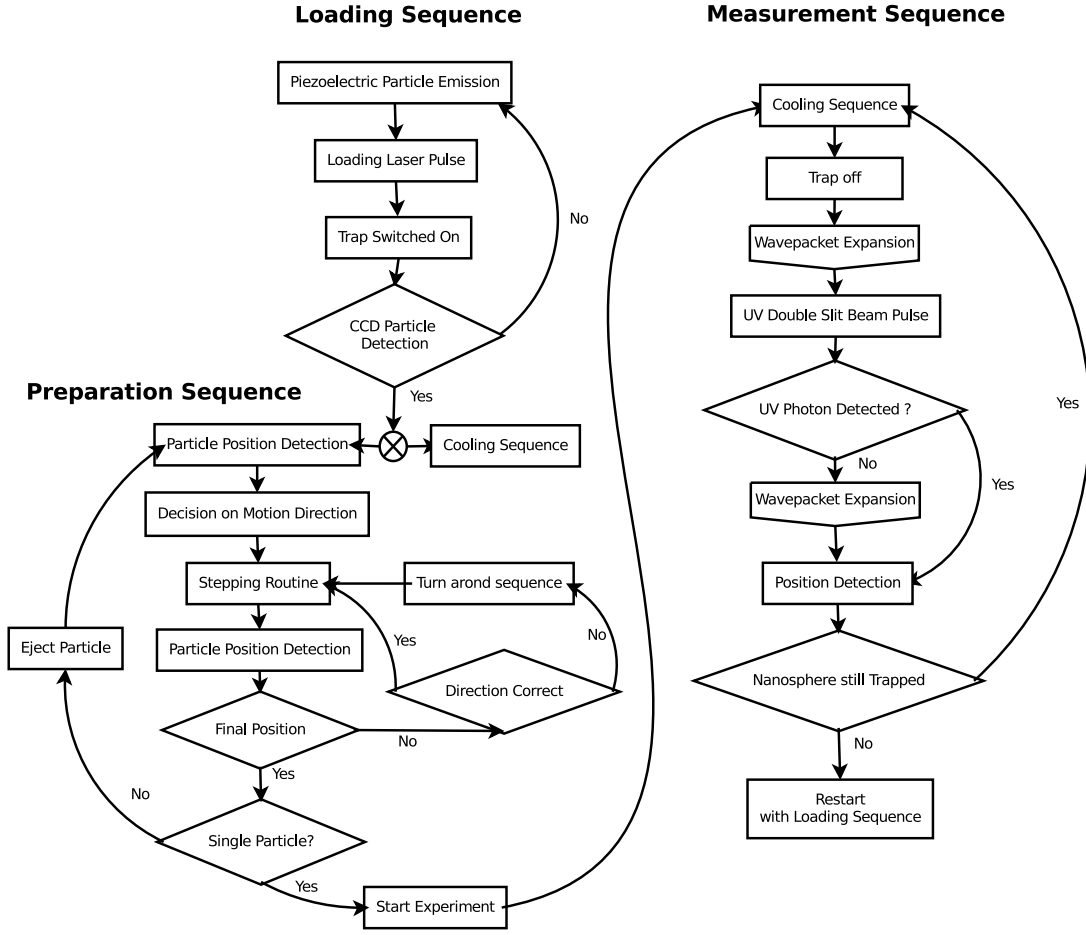 Loading Sequence
Piezoelectric Particle Emission
Loading Laser Pulse
Trap Switched On
No
CCD Particle
Detection
Yes
Preparation Sequence
Particle Position Detection
Cooling Sequence
Decision on Motion Direction
Stepping Routine
Turn arond sequence
Yes
No
Eject Particle
Particle Position Detection
Direction Correct
Final Position
No
Yes
No
Single Particle?
Yes
Start Experiment
Measurement Sequence
Cooling Sequence
Trap off
Wavepacket Expansion
UV Double Slit Beam Pulse
Yes
UV Photon Detected ?
No
Yes
Wavepacket Expansion
Position Detection
Nanosphere still Trapped
No
Restart
with Loading Sequence